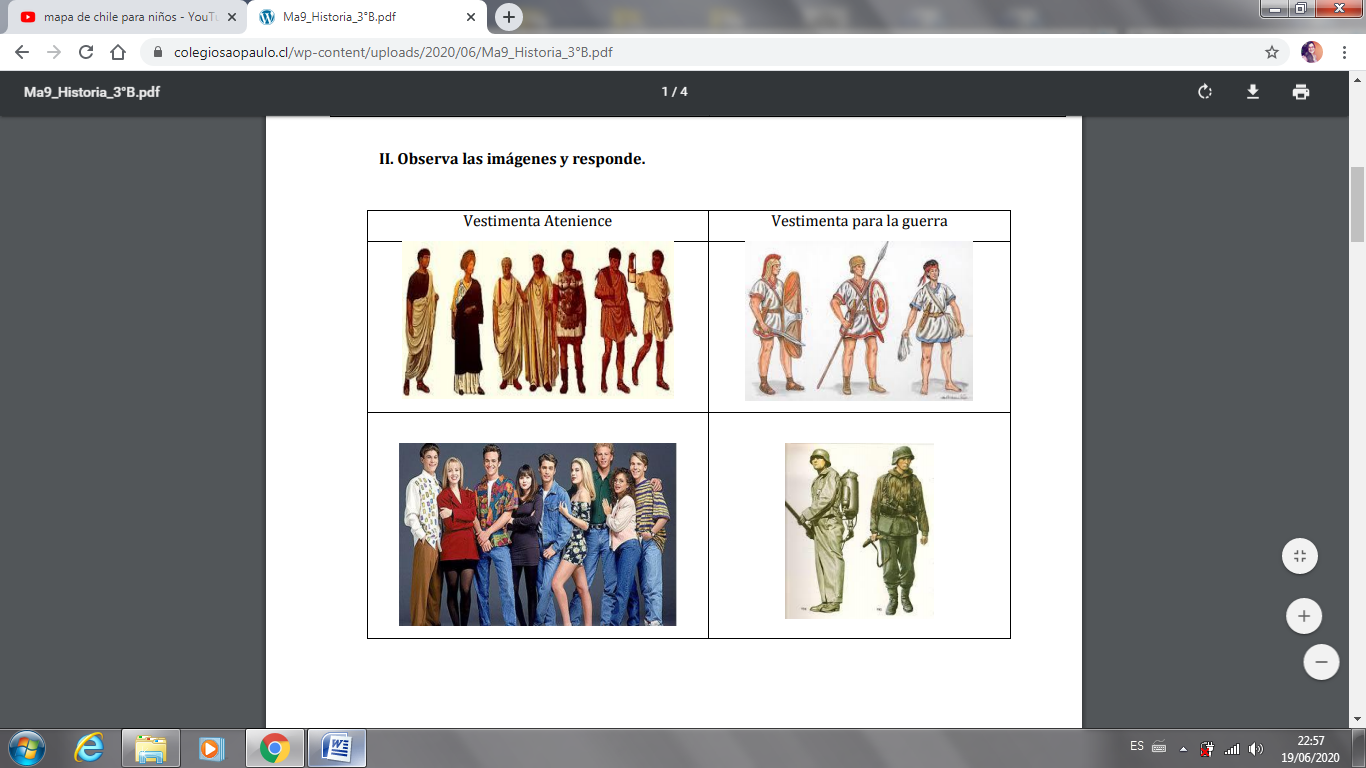 mapa de chile para niños - YouTu
Ma9_Historia_3°B.pdf
colegiosaopaulo.cl/wp-content/uploads/2020/06/Ma9_Historia_3°B.pdf
Ma9_Historia_3°B.pdf
1 / 4
II. Observa las imágenes y responde.
Vestimenta Atenience
Vestimenta para la guerra
ES
22:57
19/06/2020